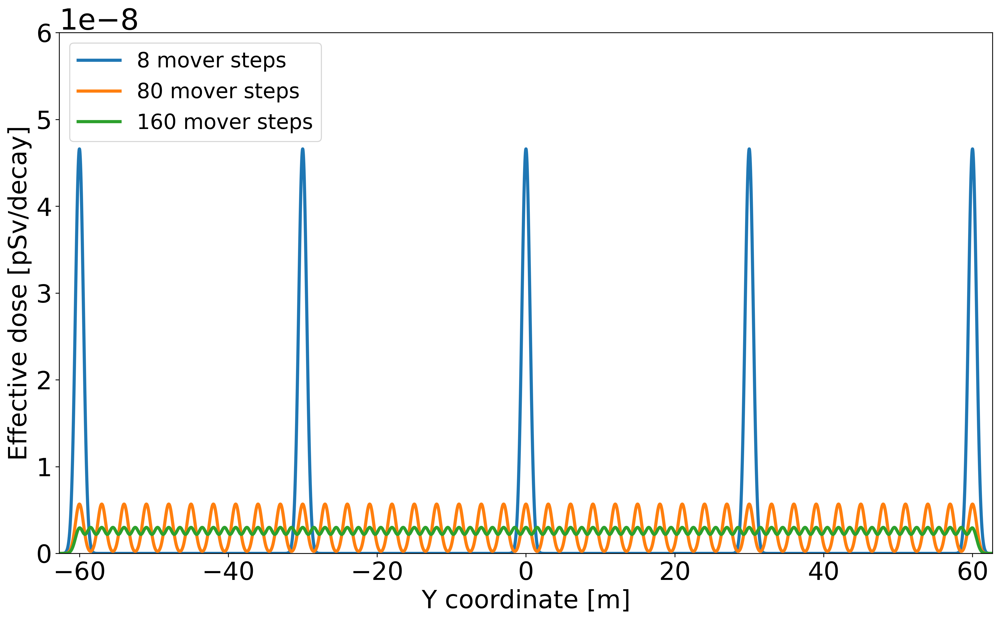 1e−8
6
5
4
3
2
1
0
8 mover steps
80 mover steps
160 mover steps
Effective dose [pSv/decay]
−60
−40
−20
0
20
40
60
Y coordinate [m]